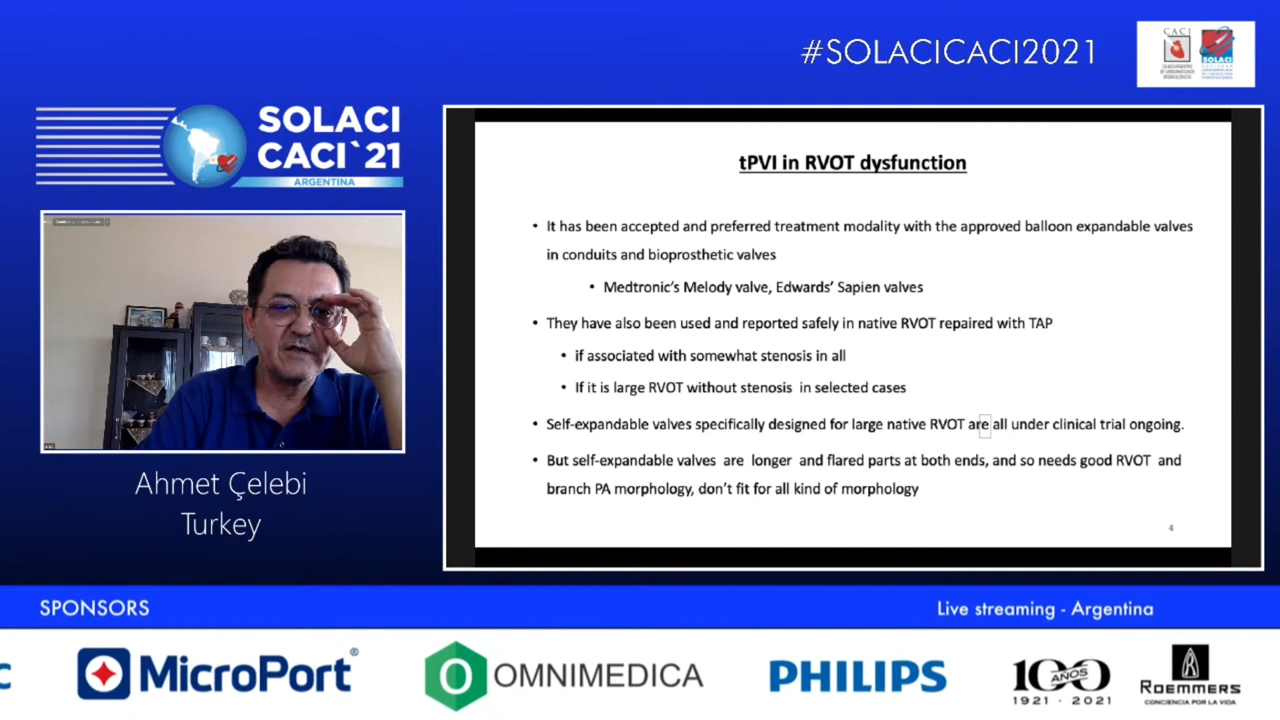 #SOLACICACI2021
CACI
SOLACI
SOLACI
CACI`21
ARGENTINA
Ahmet Çelebi
Turkey
tPVI in RVOT dysfunction
• It has been accepted and preferred treatment modality with the approved balloon expandable valves
in conduits and bioprosthetic valves
• Medtronic's Melody valve, Edwards' Sapien valves
• They have also been used and reported safely in native RVOT repaired with TAP
• if associated with somewhat stenosis in all
• If it is large RVOT without stenosis in selected cases
• Self-expandable valves specifically designed for large native RVOT are all under clinical trial ongoing.
• But self-expandable valves are longer and flared parts at both ends, and so needs good RVOT and
branch PA morphology, don't fit for all kind of morphology
4
SPONSORS
Live streaming - Argentina
C
MicroPort®
OMNIMEDICA
PHILIPS
100
AÑOS
1921 - 2021
ROEMMERS
CONCIENCIA POR LA VIDA